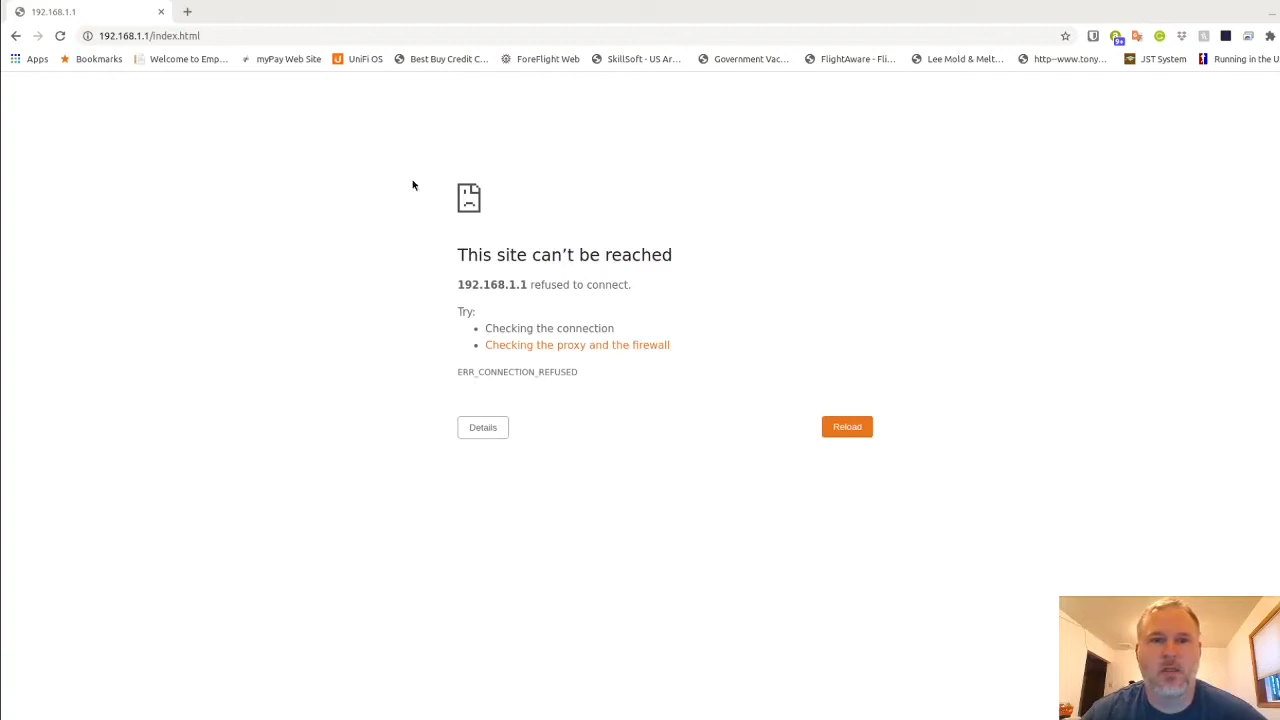 192.168.1.1
192.168.1.1/index.html
9+
Apps
Bookmarks
Welcome to Emp...
myPay Web Site
UniFi OS
Best Buy Credit C...
ForeFlight Web
SkillSoft - US Ar...
Government Vac...
FlightAware - Fli...
Lee Mold & Melt...
http--www.tony...
JST System
Running in the U
This site can't be reached
192.168.1.1 refused to connect.
Try:
• Checking the connection
• Checking the proxy and the firewall
ERR_CONNECTION_REFUSED
Details
Reload